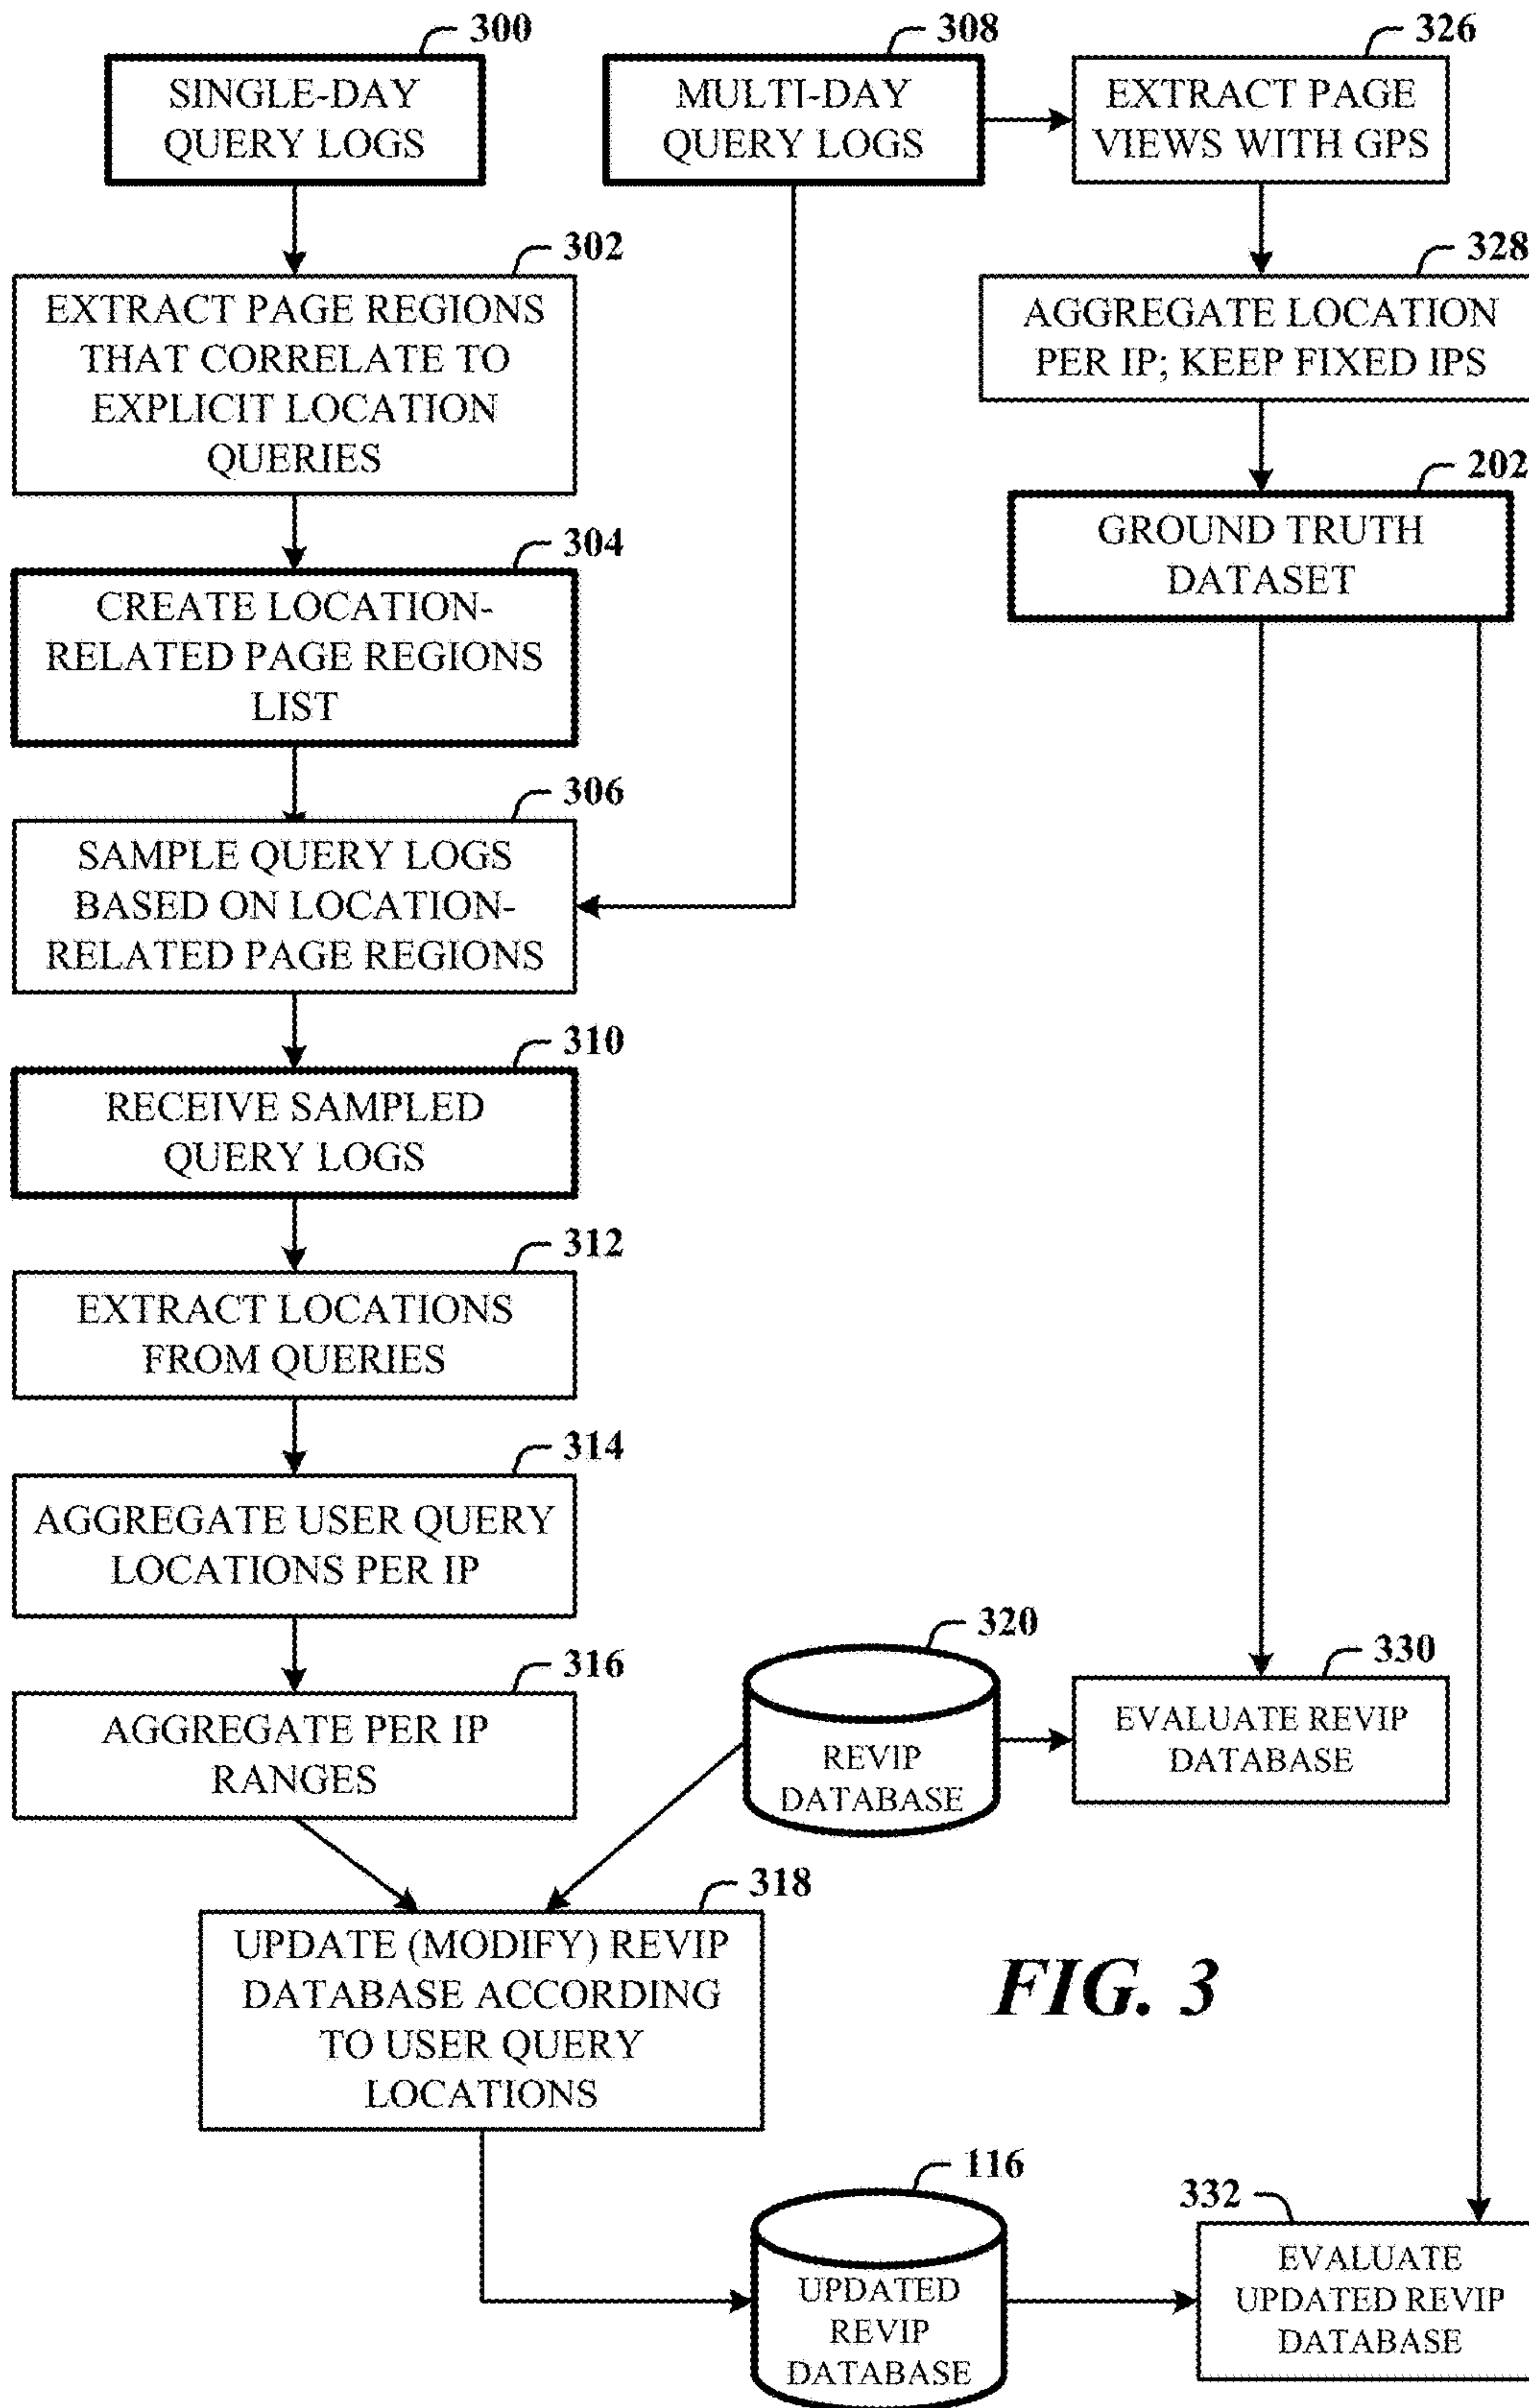 300
SINGLE-DAY
QUERY LOGS
308
MULTI-DAY
QUERY LOGS
326
EXTRACT PAGE
VIEWS WITH GPS
302
EXTRACT PAGE REGIONS
THAT CORRELATE TO
EXPLICIT LOCATION
QUERIES
328
AGGREGATE LOCATION
PER IP; KEEP FIXED IPS
304
CREATE LOCATION-
RELATED PAGE REGIONS
LIST
202
GROUND TRUTH
DATASET
306
SAMPLE QUERY LOGS
BASED ON LOCATION-
RELATED PAGE REGIONS
310
RECEIVE SAMPLED
QUERY LOGS
312
EXTRACT LOCATIONS
FROM QUERIES
314
AGGREGATE USER QUERY
LOCATIONS PER IP
316
AGGREGATE PER IP
RANGES
320
REVIP
DATABASE
330
EVALUATE REVIP
DATABASE
318
UPDATE (MODIFY) REVIP
DATABASE ACCORDING
TO USER QUERY
LOCATIONS
FIG. 3
116
UPDATED
REVIP
DATABASE
332
EVALUATE
UPDATED REVIP
DATABASE